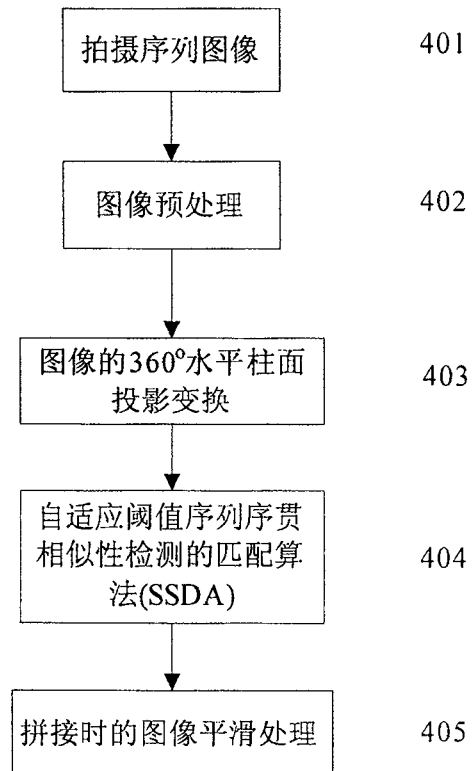 拍摄序列图像
401
图像预处理
402
图像的360°水平柱面
投影变换
403
自适应阈值序列序贯
相似性检测的匹配算
法(SSDA)
404
拼接时的图像平滑处理
405